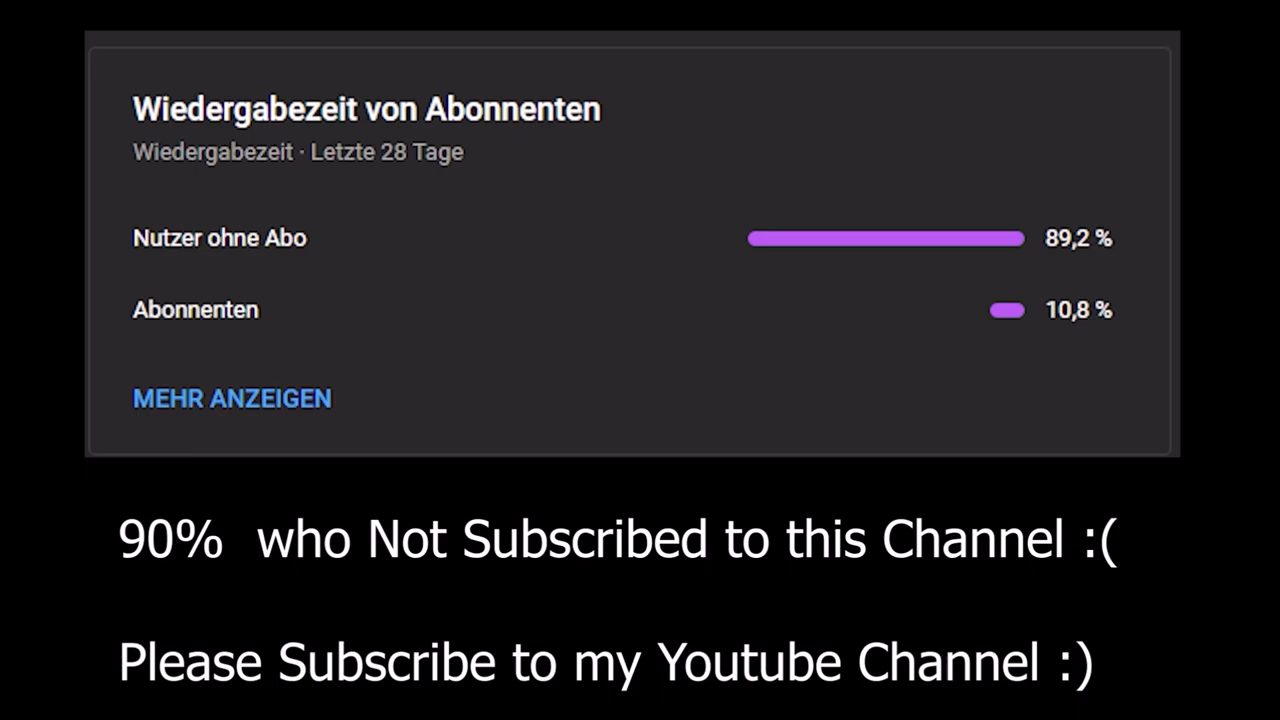 Wiedergabezeit von Abonnenten
Wiedergabezeit · Letzte 28 Tage
Nutzer ohne Abo 89,2 %
Abonnenten 10,8 %
MEHR ANZEIGEN
90% who Not Subscribed to this Channel :(
Please Subscribe to my Youtube Channel :)